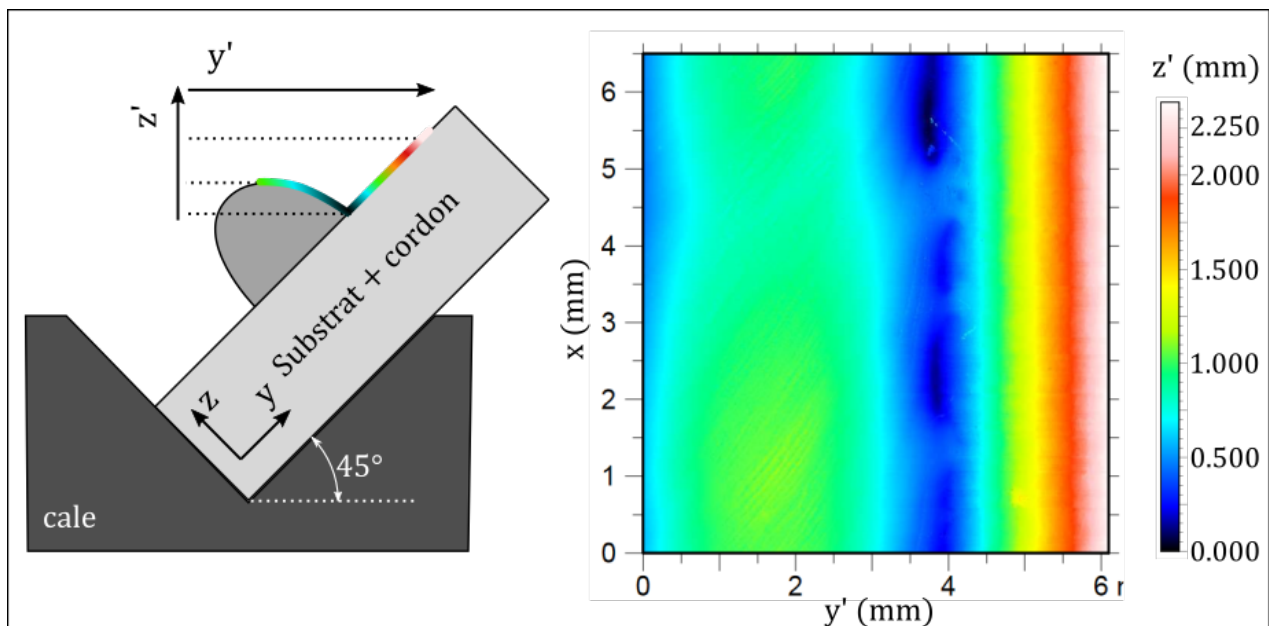 y'
z'
Substrat + cordon
z
y
45°
cale
x (mm)
6
5
4
3
2
1
0
0
2
4
6 r
y' (mm)
z' (mm)
2.250
2.000
1.500
1.000
0.500
0.000